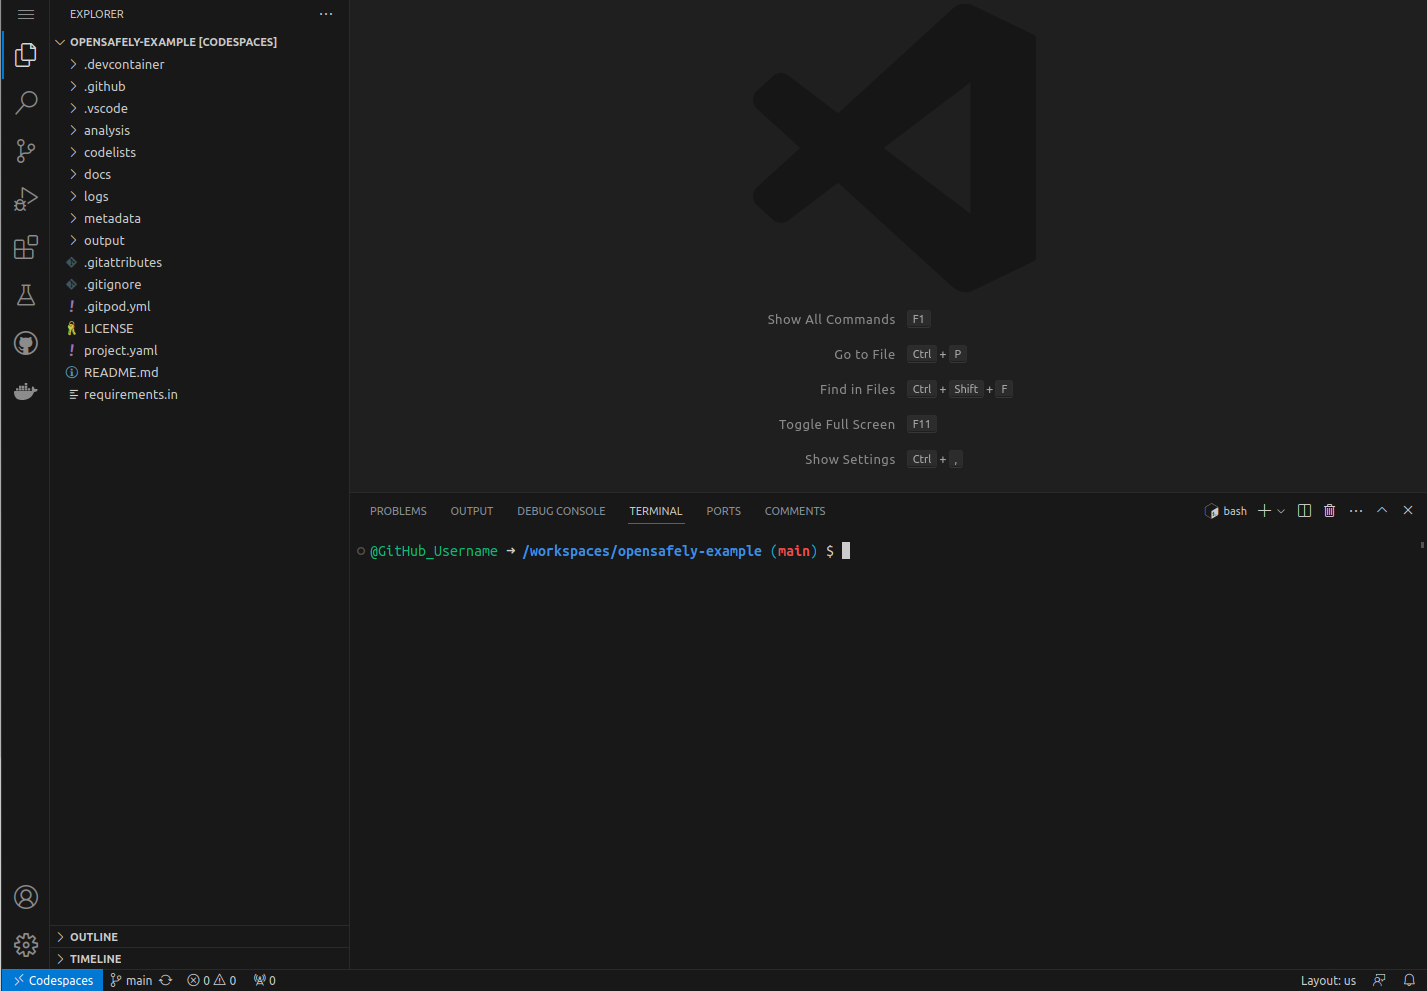 EXPLORER
OPENSAFELY-EXAMPLE [CODESPACES]
.devcontainer
.github
.vscode
analysis
codelists
docs
logs
metadata
output
.gitattributes
.gitignore
! .gitpod.yml
LICENSE
! project.yaml
README.md
requirements.in
OUTLINE
TIMELINE
Show All Commands F1
Go to File Ctrl + P
Find in Files Ctrl + Shift + F
Toggle Full Screen F11
Show Settings Ctrl + ,
PROBLEMS OUTPUT DEBUG CONSOLE TERMINAL PORTS COMMENTS bash
@GitHub_Username ➜ /workspaces/opensafely-example (main) $
Codespaces main 0 0 0 Layout: us